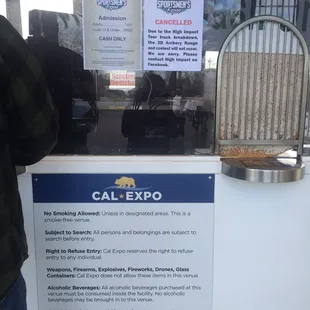 SPORTSMEN'S
Admission
CASH ONLY
SPORTSMEN'S
CANCELLED
Due to the High Impact
Tour truck breakdown,
the 3D Archery Range
and contest will not occur.
We are sorry. Please
contact High Impact on
Facebook.
CAL EXPO
No Smoking Allowed: Unless in designated areas. This is a
smoke-free venue.
Subject to Search: All persons and belongings are subject to
search before entry.
Right to Refuse Entry: Cal Expo reserves the right to refuse
entry to any individual.
Weapons, Firearms, Explosives, Fireworks, Drones, Glass
Containers: Cal Expo does not allow these items in this venue
Alcoholic Beverages: All alcoholic beverages purchased at this
venue must be consumed inside the facility. No alcoholic
beverages may be brought in to this venue.